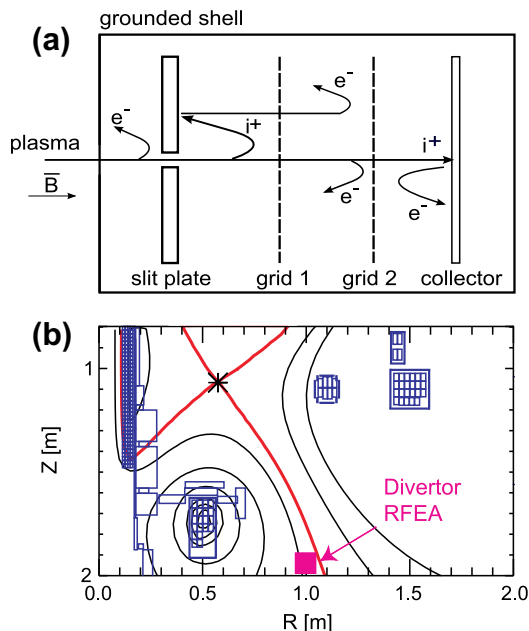 grounded shell
(a)
e-
e-
i+
plasma
i+
B
e-
e-
slit plate
grid 1
grid 2
collector
(b)
1
Z [m]
Divertor
RFEA
2
0.0
0.5
1.0
1.5
2.0
R [m]